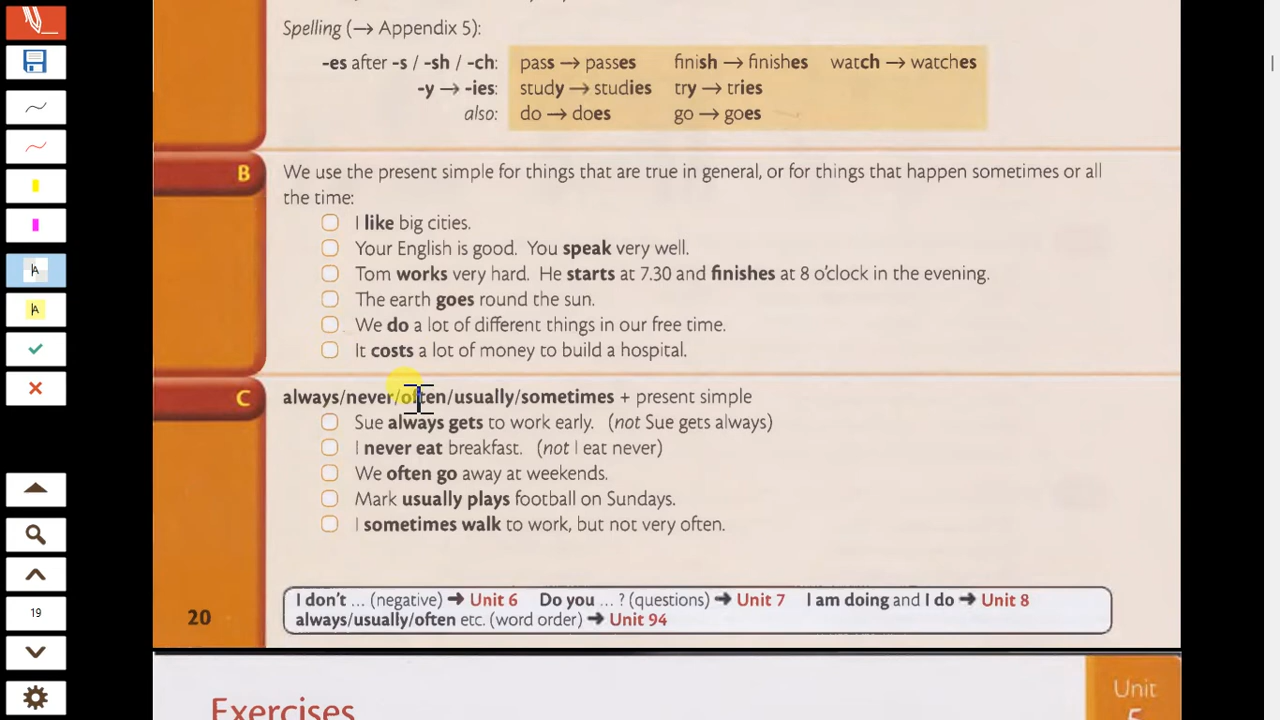 Spelling (→ Appendix 5):
-es after -s / -sh / -ch: pass → passes finish → finishes watch → watches
-y → -ies: study → studies try → tries
also: do → does go → goes
B We use the present simple for things that are true in general, or for things that happen sometimes or all
the time:
I like big cities.
Your English is good. You speak very well.
Tom works very hard. He starts at 7.30 and finishes at 8 o'clock in the evening.
The earth goes round the sun.
We do a lot of different things in our free time.
It costs a lot of money to build a hospital.
C always/never/often/usually/sometimes + present simple
Sue always gets to work early. (not Sue gets always)
I never eat breakfast. (not I eat never)
We often go away at weekends.
Mark usually plays football on Sundays.
I sometimes walk to work, but not very often.
I don't ... (negative) → Unit 6 Do you ... ? (questions) → Unit 7 I am doing and I do → Unit 8
always/usually/often etc. (word order) → Unit 94
20
Exercises
Unit
5
A
A
19